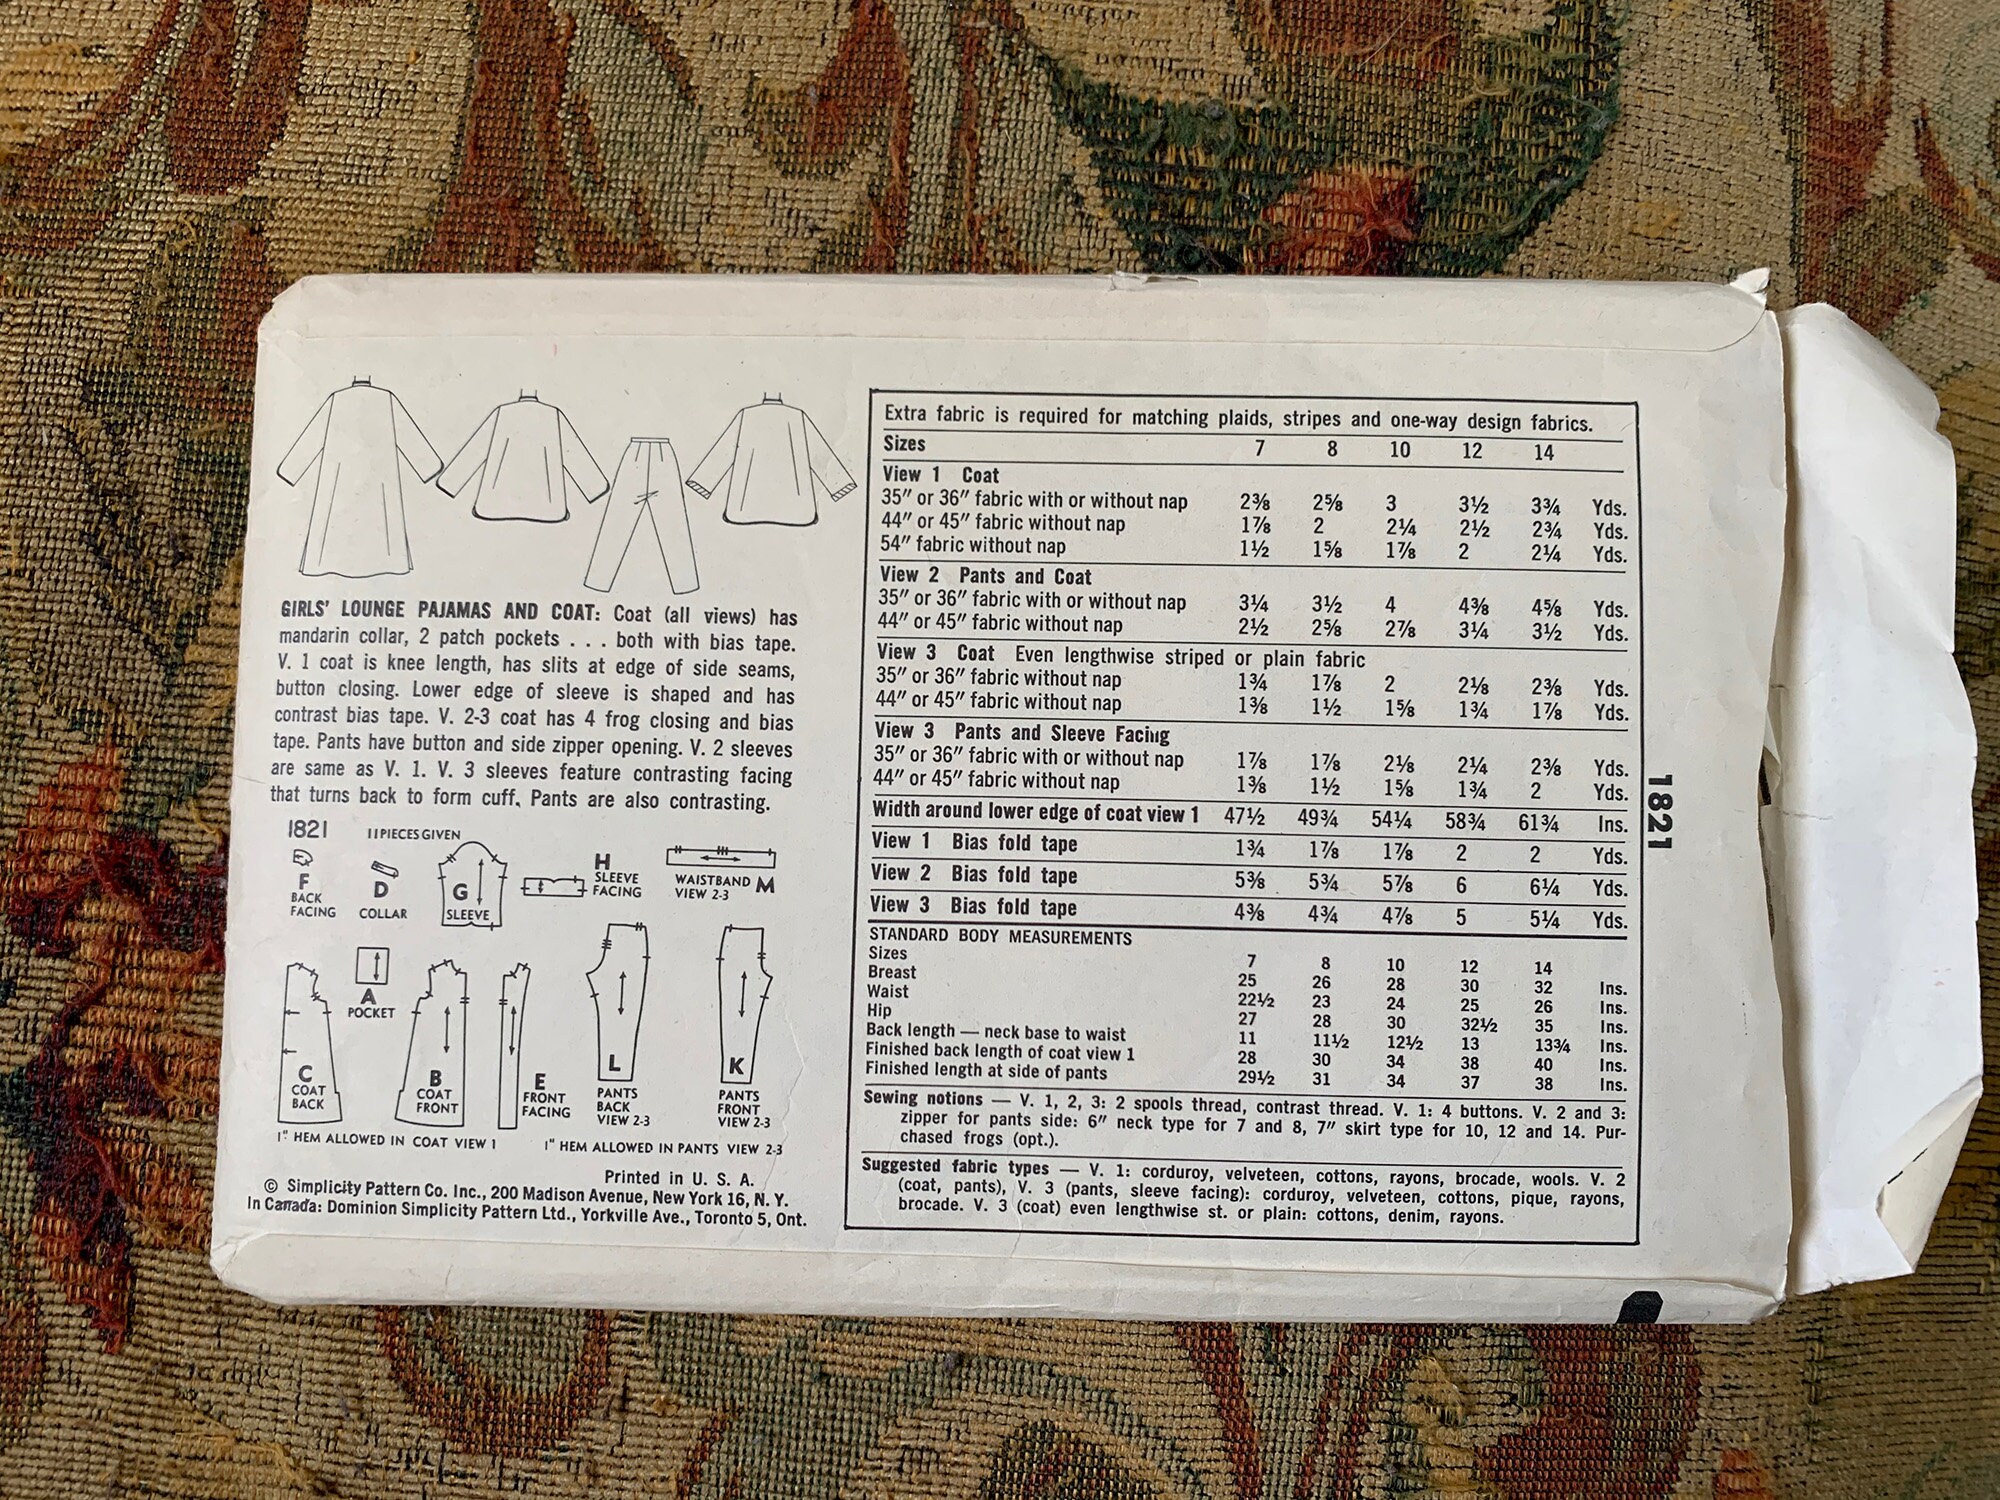 GIRLS' LOUNGE PAJAMAS AND COAT: Coat (all views) has
mandarin collar, 2 patch pockets . . . both with bias tape.
V. 1 coat is knee length, has slits at edge of side seams,
button closing. Lower edge of sleeve is shaped and has
contrast bias tape. V. 2-3 coat has 4 frog closing and bias
tape. Pants have button and side zipper opening. V. 2 sleeves
are same as V. 1. V. 3 sleeves feature contrasting facing
that turns back to form cuff. Pants are also contrasting.
1821
11 PIECES GIVEN
F
BACK
FACING
D
COLLAR
G
SLEEVE
H
SLEEVE
FACING
WAISTBAND M
VIEW 2-3
A
POCKET
C
COAT
BACK
B
COAT
FRONT
E
FRONT
FACING
L
PANTS
BACK
VIEW 2-3
K
PANTS
FRONT
VIEW 2-3
1" HEM ALLOWED IN COAT VIEW 1
1" HEM ALLOWED IN PANTS VIEW 2-3
Printed in U. S. A.
© Simplicity Pattern Co. Inc., 200 Madison Avenue, New York 16, N. Y.
In Canada: Dominion Simplicity Pattern Ltd., Yorkville Ave., Toronto 5, Ont.
Extra fabric is required for matching plaids, stripes and one-way design fabrics.
Sizes 7 8 10 12 14
View 1 Coat
35" or 36" fabric with or without nap 2⅜ 2⅝ 3 3½ 3¾ Yds.
44" or 45" fabric without nap 1⅞ 2 2¼ 2½ 2¾ Yds.
54" fabric without nap 1½ 1⅝ 1⅞ 2 2¼ Yds.
View 2 Pants and Coat
35" or 36" fabric with or without nap 3¼ 3½ 4 4⅜ 4⅝ Yds.
44" or 45" fabric without nap 2½ 2⅝ 2⅞ 3¼ 3½ Yds.
View 3 Coat Even lengthwise striped or plain fabric
35" or 36" fabric without nap 1¾ 1⅞ 2 2⅛ 2⅜ Yds.
44" or 45" fabric without nap 1⅜ 1½ 1⅝ 1¾ 1⅞ Yds.
View 3 Pants and Sleeve Facing
35" or 36" fabric with or without nap 1⅞ 1⅞ 2⅛ 2¼ 2⅜ Yds.
44" or 45" fabric without nap 1⅜ 1½ 1⅝ 1¾ 2 Yds.
Width around lower edge of coat view 1 47½ 49¾ 54¼ 58¾ 61¾ Ins.
View 1 Bias fold tape 1¾ 1⅞ 1⅞ 2 2 Yds.
View 2 Bias fold tape 5⅜ 5¾ 5⅞ 6 6¼ Yds.
View 3 Bias fold tape 4⅜ 4¾ 4⅞ 5 5¼ Yds.
STANDARD BODY MEASUREMENTS
Sizes 7 8 10 12 14
Breast 25 26 28 30 32 Ins.
Waist 22½ 23 24 25 26 Ins.
Hip 27 28 30 32½ 35 Ins.
Back length — neck base to waist 11 11½ 12½ 13 13¾ Ins.
Finished back length of coat view 1 28 30 34 38 40 Ins.
Finished length at side of pants 29½ 31 34 37 38 Ins.
Sewing notions — V. 1, 2, 3: 2 spools thread, contrast thread. V. 1: 4 buttons. V. 2 and 3:
zipper for pants side: 6" neck type for 7 and 8, 7" skirt type for 10, 12 and 14. Pur-
chased frogs (opt.).
Suggested fabric types — V. 1: corduroy, velveteen, cottons, rayons, brocade, wools. V. 2
(coat, pants), V. 3 (pants, sleeve facing): corduroy, velveteen, cottons, pique, rayons,
brocade. V. 3 (coat) even lengthwise st. or plain: cottons, denim, rayons.
1821